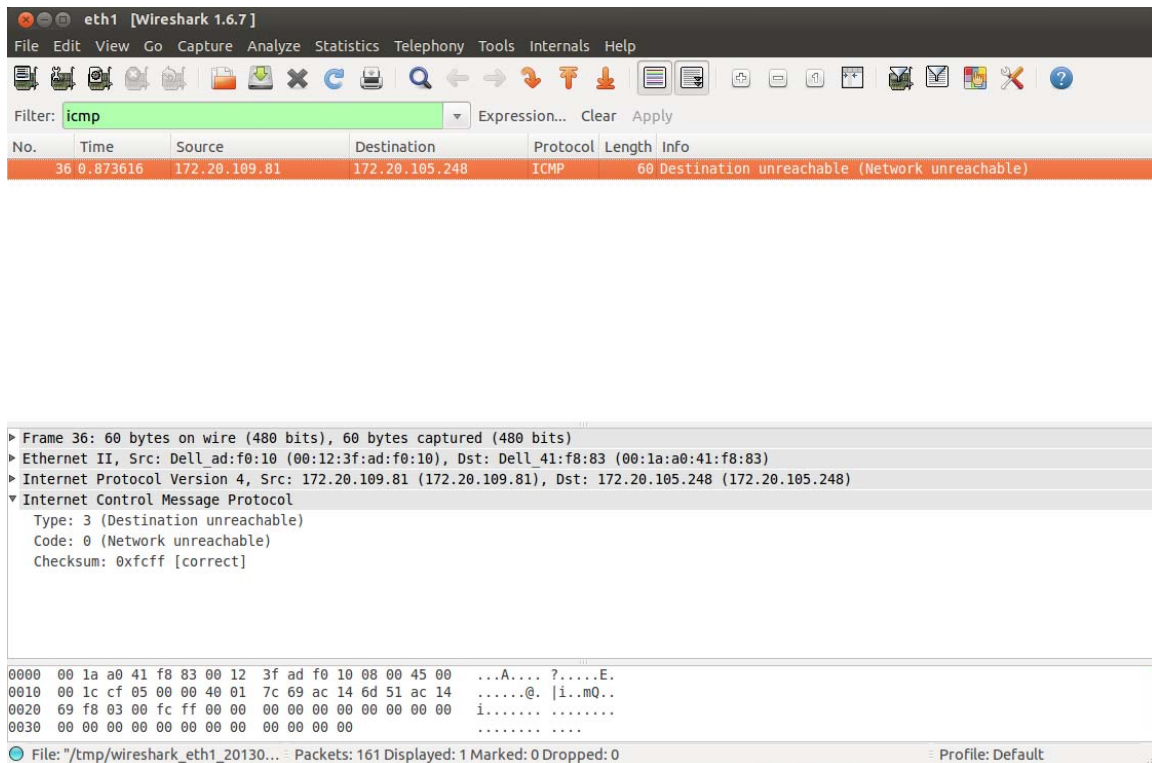 eth1 [Wireshark 1.6.7 ]
File Edit View Go Capture Analyze Statistics Telephony Tools Internals Help
Filter: icmp Expression... Clear Apply
No. Time Source Destination Protocol Length Info
36 0.873616 172.20.109.81 172.20.105.248 ICMP 60 Destination unreachable (Network unreachable)
Frame 36: 60 bytes on wire (480 bits), 60 bytes captured (480 bits)
Ethernet II, Src: Dell_ad:f0:10 (00:12:3f:ad:f0:10), Dst: Dell_41:f8:83 (00:1a:a0:41:f8:83)
Internet Protocol Version 4, Src: 172.20.109.81 (172.20.109.81), Dst: 172.20.105.248 (172.20.105.248)
Internet Control Message Protocol
Type: 3 (Destination unreachable)
Code: 0 (Network unreachable)
Checksum: 0xfcff [correct]
0000 00 1a a0 41 f8 83 00 12 3f ad f0 10 08 00 45 00 ...A.... ?.....E.
0010 00 1c cf 05 00 00 40 01 7c 69 ac 14 6d 51 ac 14 ......@. |i..mQ..
0020 69 f8 03 00 fc ff 00 00 00 00 00 00 00 00 00 00 i....... ........
0030 00 00 00 00 00 00 00 00 00 00 00 00 ........ ....
File: "/tmp/wireshark_eth1_20130... Packets: 161 Displayed: 1 Marked: 0 Dropped: 0 Profile: Default